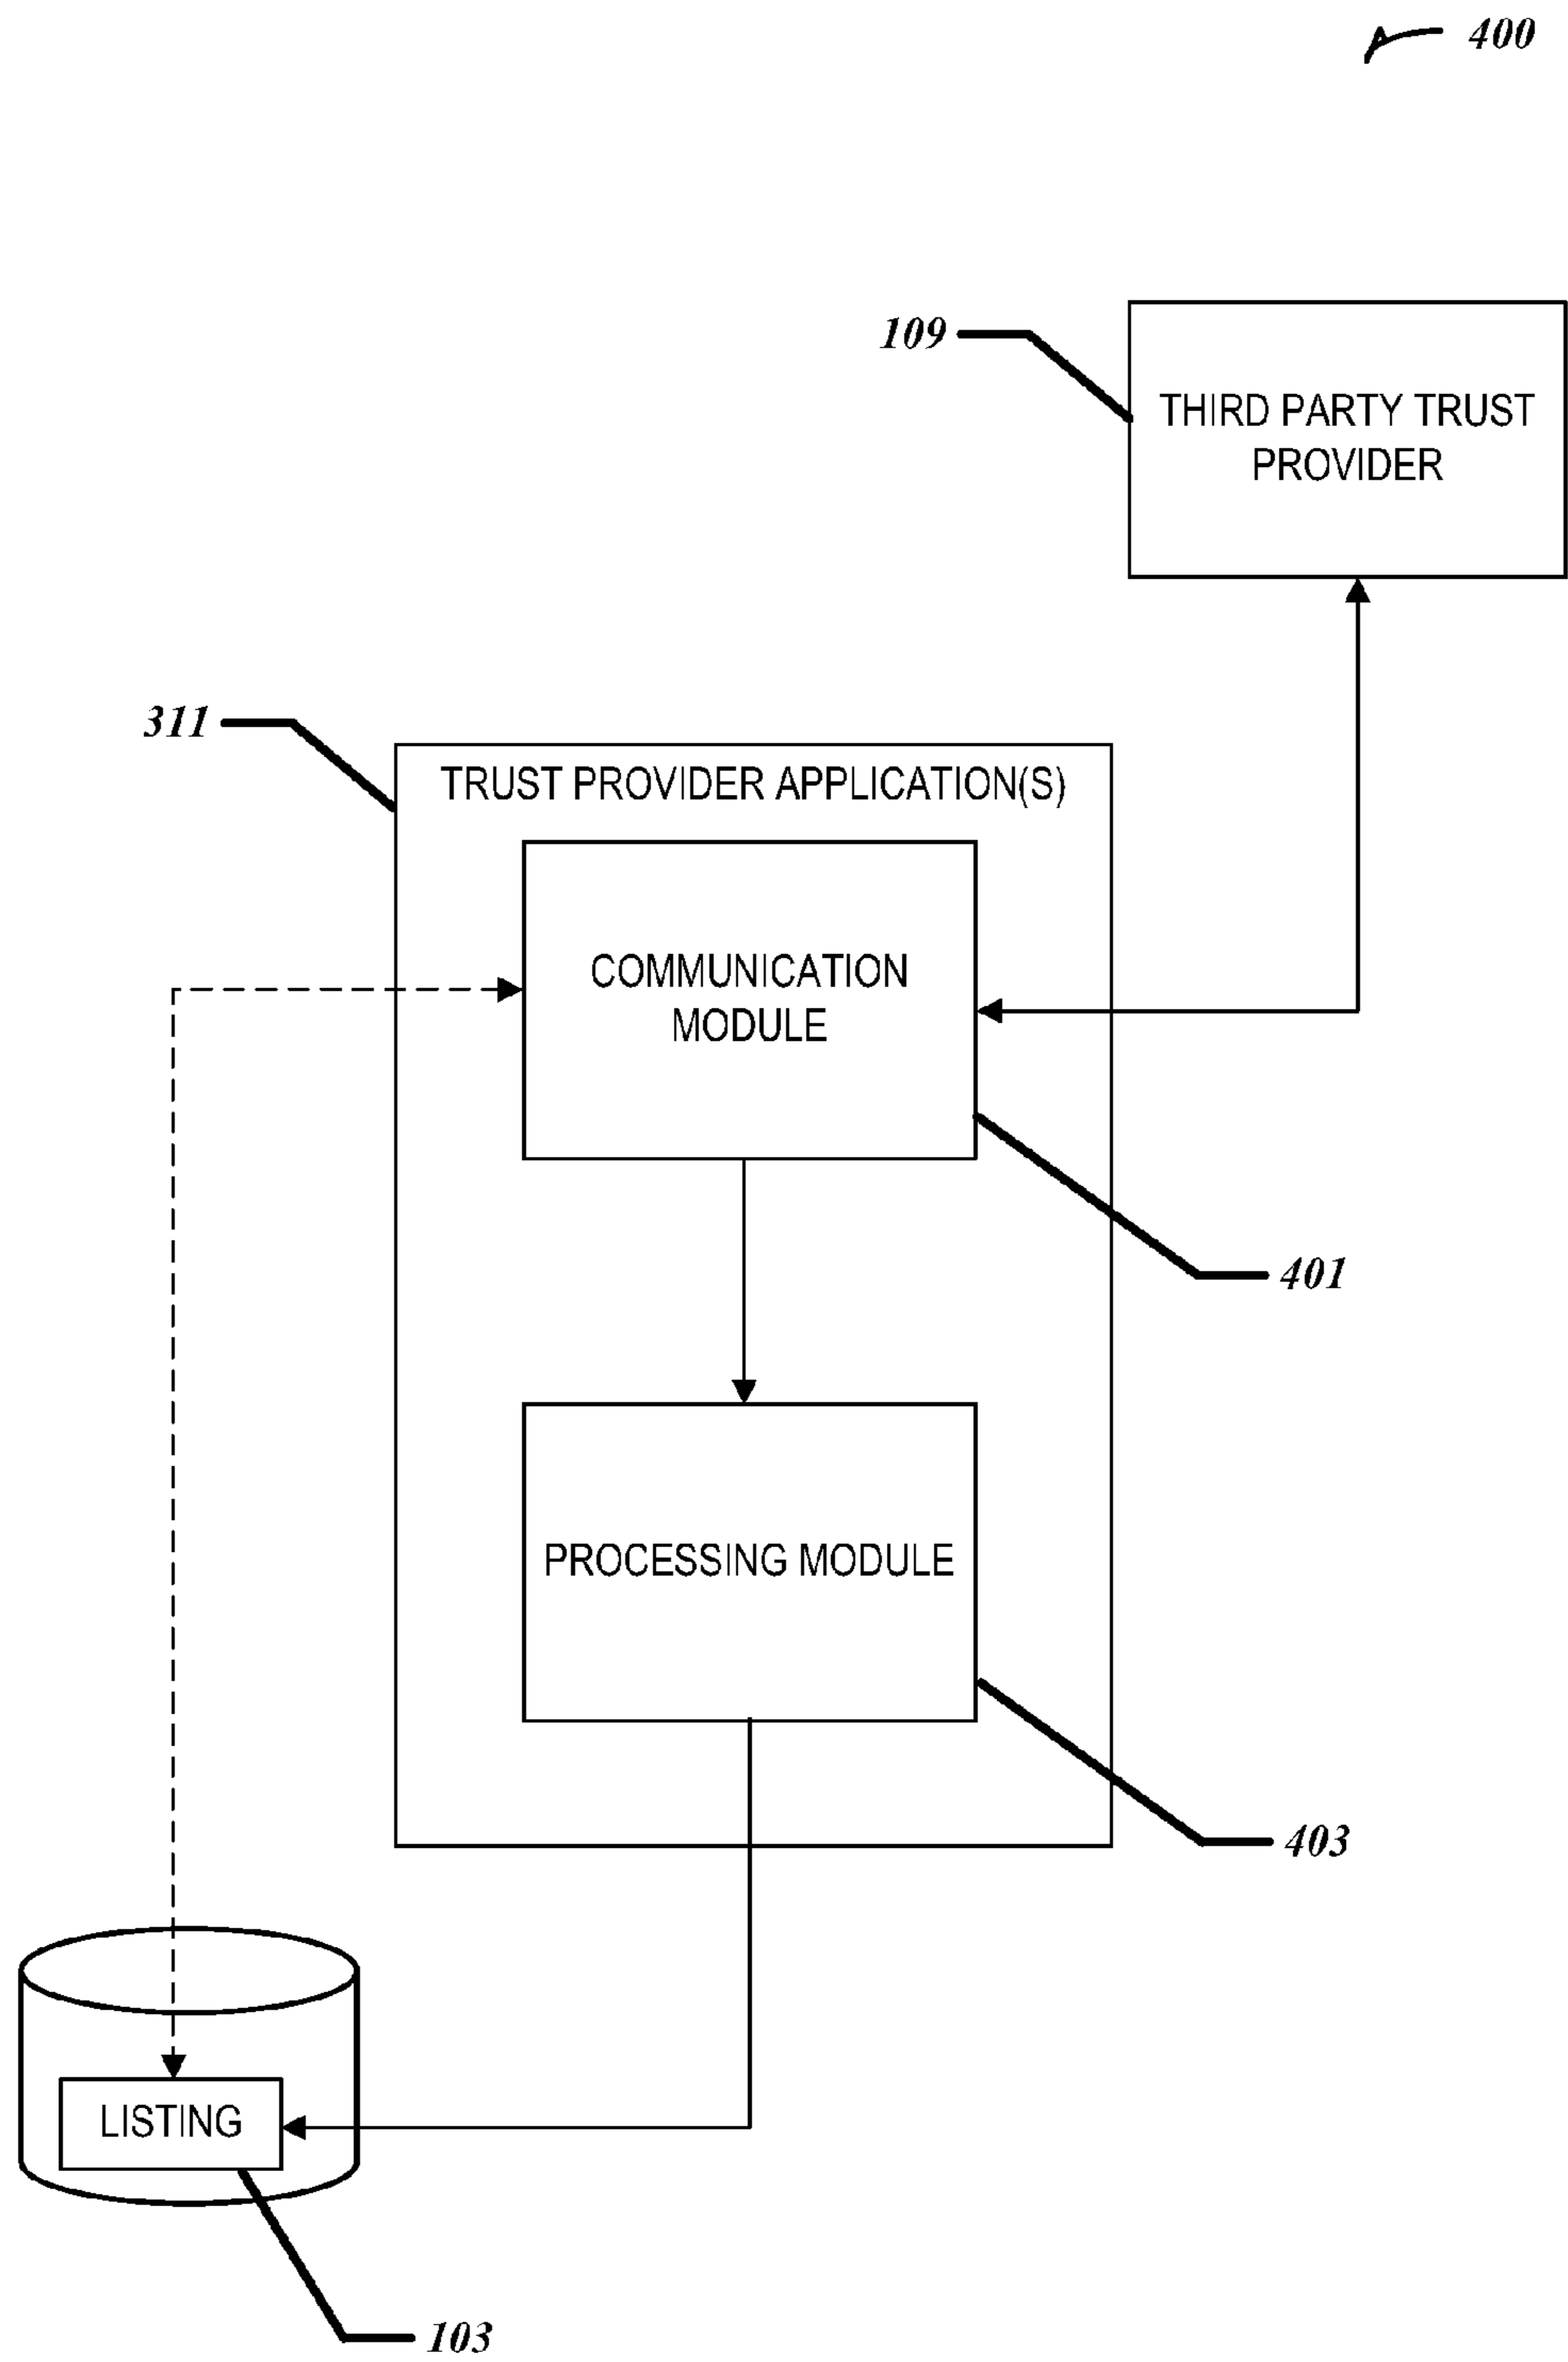 400
109
THIRD PARTY TRUST
PROVIDER
311
TRUST PROVIDER APPLICATION(S)
COMMUNICATION
MODULE
401
PROCESSING MODULE
403
LISTING
103